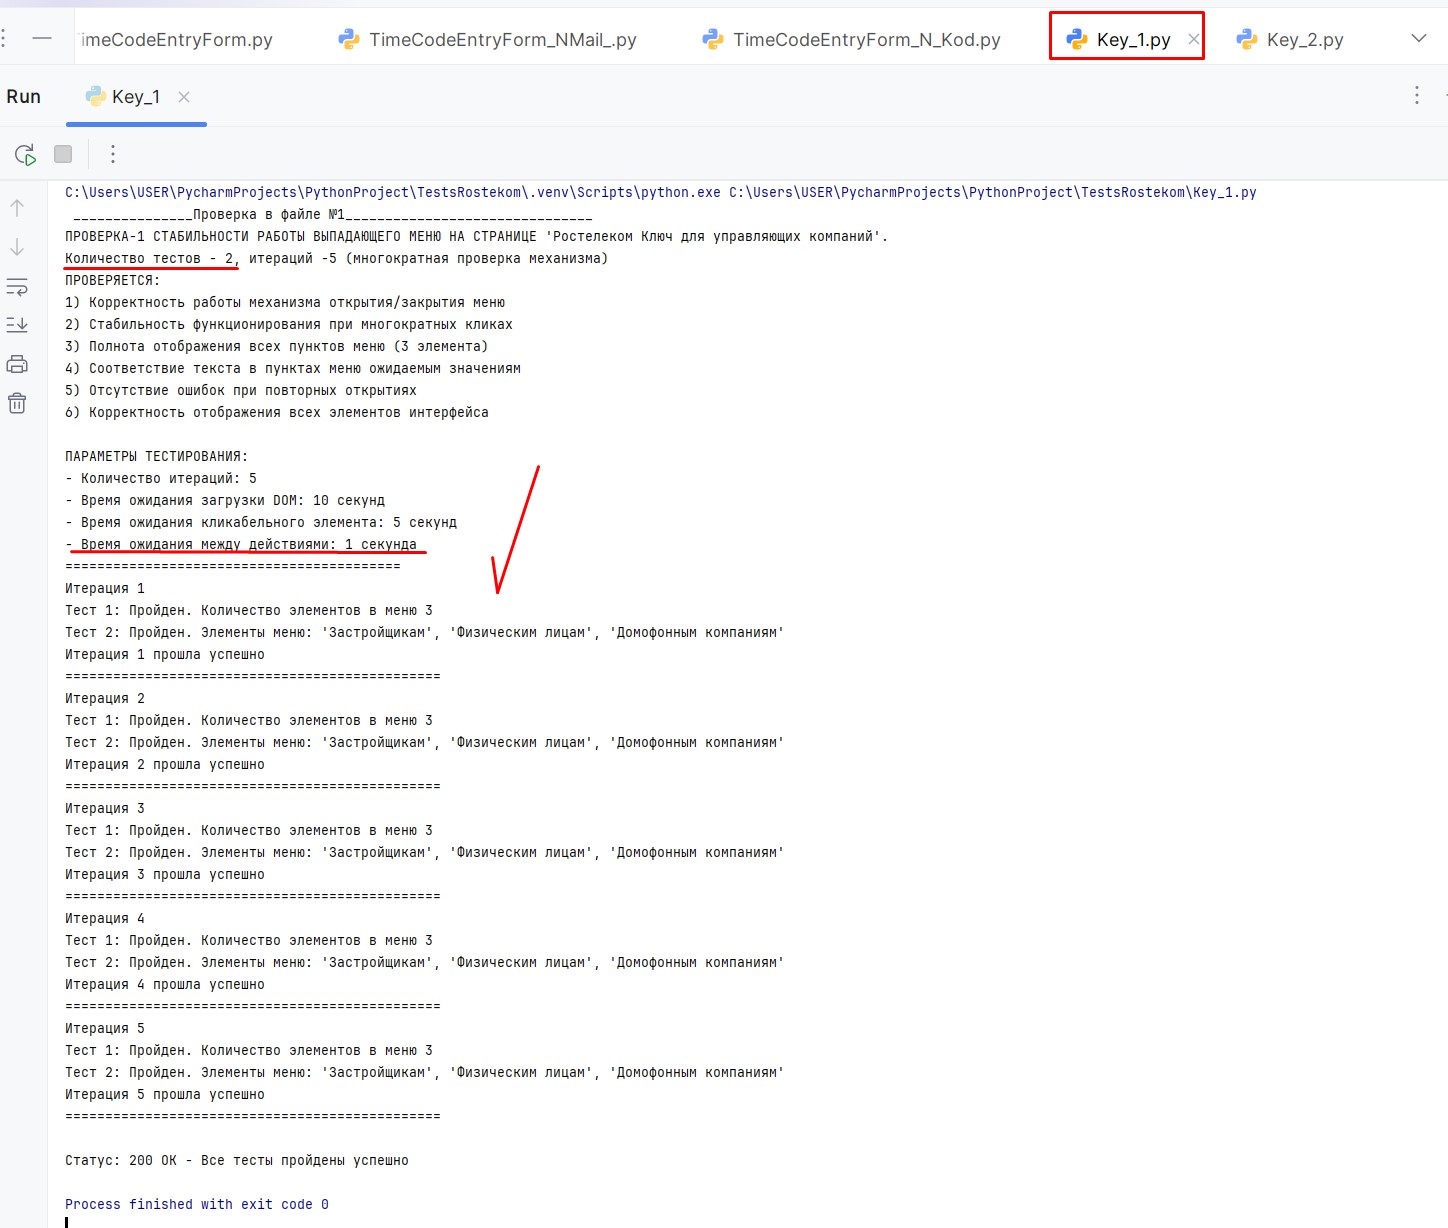 imeCodeEntryForm.py
TimeCodeEntryForm_NMail_.py
TimeCodeEntryForm_N_Kod.py
Key_1.py
Key_2.py
Run
Key_1
C:\Users\USER\PycharmProjects\PythonProject\TestsRostekom\.venv\Scripts\python.exe C:\Users\USER\PycharmProjects\PythonProject\TestsRostekom\Key_1.py
_______________Проверка в файле №1_______________________________
ПРОВЕРКА-1 СТАБИЛЬНОСТИ РАБОТЫ ВЫПАДАЮЩЕГО МЕНЮ НА СТРАНИЦЕ 'Ростелеком Ключ для управляющих компаний'.
Количество тестов - 2, итераций -5 (многократная проверка механизма)
ПРОВЕРЯЕТСЯ:
1) Корректность работы механизма открытия/закрытия меню
2) Стабильность функционирования при многократных кликах
3) Полнота отображения всех пунктов меню (3 элемента)
4) Соответствие текста в пунктах меню ожидаемым значениям
5) Отсутствие ошибок при повторных открытиях
6) Корректность отображения всех элементов интерфейса
ПАРАМЕТРЫ ТЕСТИРОВАНИЯ:
- Количество итераций: 5
- Время ожидания загрузки DOM: 10 секунд
- Время ожидания кликабельного элемента: 5 секунд
- Время ожидания между действиями: 1 секунда
==========================================
Итерация 1
Тест 1: Пройден. Количество элементов в меню 3
Тест 2: Пройден. Элементы меню: 'Застройщикам', 'Физическим лицам', 'Домофонным компаниям'
Итерация 1 прошла успешно
===============================================
Итерация 2
Тест 1: Пройден. Количество элементов в меню 3
Тест 2: Пройден. Элементы меню: 'Застройщикам', 'Физическим лицам', 'Домофонным компаниям'
Итерация 2 прошла успешно
===============================================
Итерация 3
Тест 1: Пройден. Количество элементов в меню 3
Тест 2: Пройден. Элементы меню: 'Застройщикам', 'Физическим лицам', 'Домофонным компаниям'
Итерация 3 прошла успешно
===============================================
Итерация 4
Тест 1: Пройден. Количество элементов в меню 3
Тест 2: Пройден. Элементы меню: 'Застройщикам', 'Физическим лицам', 'Домофонным компаниям'
Итерация 4 прошла успешно
===============================================
Итерация 5
Тест 1: Пройден. Количество элементов в меню 3
Тест 2: Пройден. Элементы меню: 'Застройщикам', 'Физическим лицам', 'Домофонным компаниям'
Итерация 5 прошла успешно
===============================================
Статус: 200 ОК - Все тесты пройдены успешно
Process finished with exit code 0